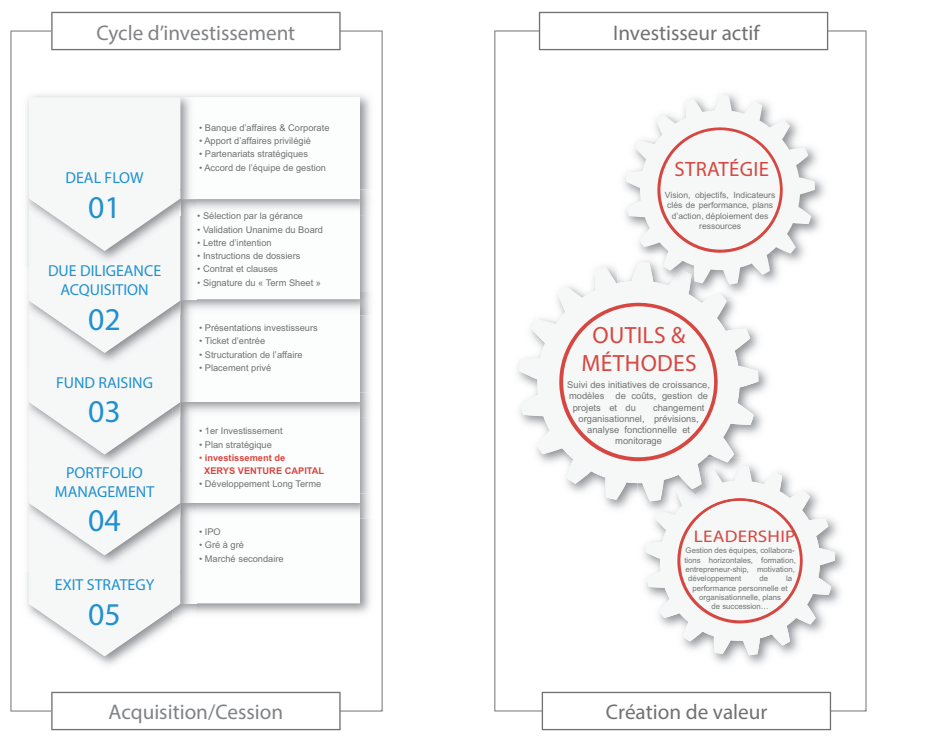 Cycle d’investissement
DEAL FLOW
01
• Banque d’affaires & Corporate
• Apport d’affaires privilégié
• Partenariats stratégiques
• Accord de l’équipe de gestion
DUE DILIGEANCE
ACQUISITION
02
• Sélection par la gérance
• Validation Unanime du Board
• Lettre d’intention
• Instructions de dossiers
• Contrat et clauses
• Signature du « Term Sheet »
FUND RAISING
03
• Présentations investisseurs
• Ticket d’entrée
• Structuration de l’affaire
• Placement privé
PORTFOLIO
MANAGEMENT
04
• 1er Investissement
• Plan stratégique
• investissement de
XERYS VENTURE CAPITAL
• Développement Long Terme
EXIT STRATEGY
05
• IPO
• Gré à gré
• Marché secondaire
Acquisition/Cession
Investisseur actif
STRATÉGIE
Vision, objectifs, Indicateurs
clés de performance, plans
d’action, déploiement des
ressources
OUTILS &
MÉTHODES
Suivi des initiatives de croissance,
modèles de coûts, gestion de
projets et du changement
organisationnel, prévisions,
analyse fonctionnelle et
monitorage
LEADERSHIP
Gestion des équipes, collabora-
tions horizontales, formation,
entrepreneur-ship, motivation,
développement de la
performance personnelle et
organisationnelle, plans
de succession…
Création de valeur